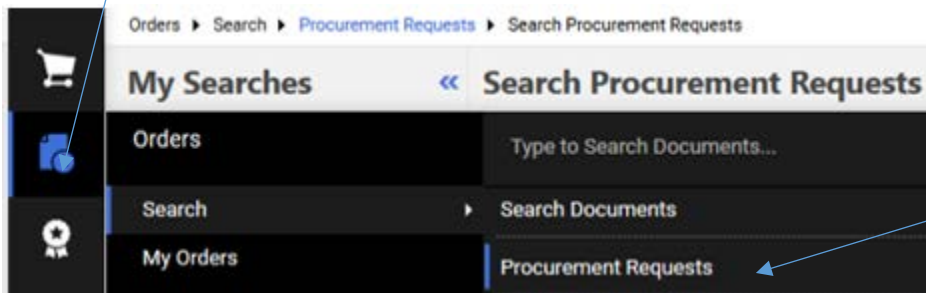 Orders ▸ Search ▸ Procurement Requests ▸ Search Procurement Requests
My Searches « Search Procurement Requests
Orders
Type to Search Documents...
Search ▸ Search Documents
My Orders
Procurement Requests